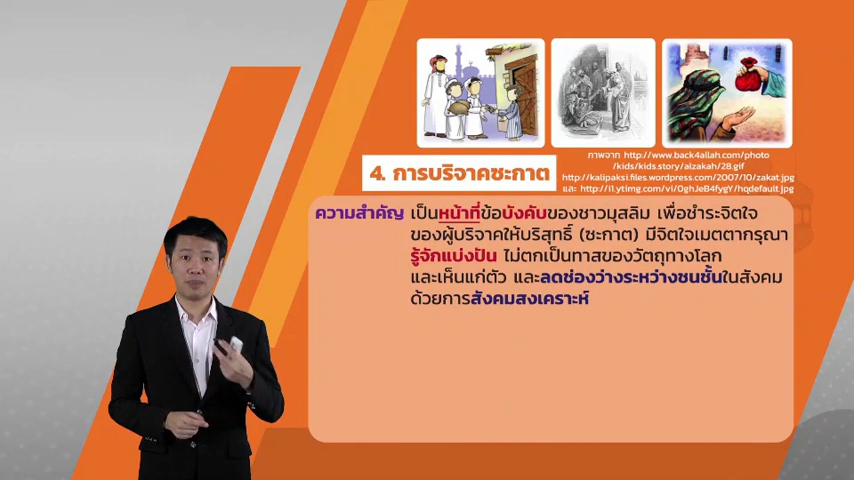 ภาพจาก http://www.back4allah.com/photo
/kids/kids.story/alzakah/28.gif
http://kalipaksi.files.wordpress.com/2007/10/zakat.jpg
และ http://i1.ytimg.com/vi/0ghJeB4fygY/hqdefault.jpg
4. การบริจาคซะกาต
ความสำคัญ เป็นหน้าที่ข้อบังคับของชาวมุสลิม เพื่อชำระจิตใจ
ของผู้บริจาคให้บริสุทธิ์ (ซะกาต) มีจิตใจเมตตากรุณา
รู้จักแบ่งปัน ไม่ตกเป็นทาสของวัตถุทางโลก
และเห็นแก่ตัว และลดช่องว่างระหว่างชนชั้นในสังคม
ด้วยการสังคมสงเคราะห์